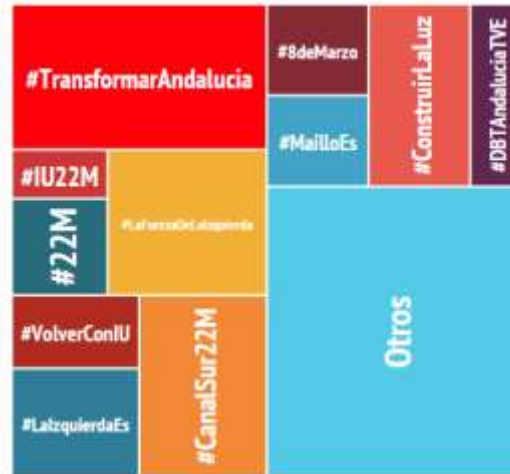 #TransformarAndalucia
#8deMarzo
#MailloEs
#ConstruirLaLuz
#DBTAndaluciaTVE
#IU22M
#22M
#LaFuerzaDeLaIzquierda
#VolverConIU
#LaIzquierdaEs
#CanalSur22M
Otros